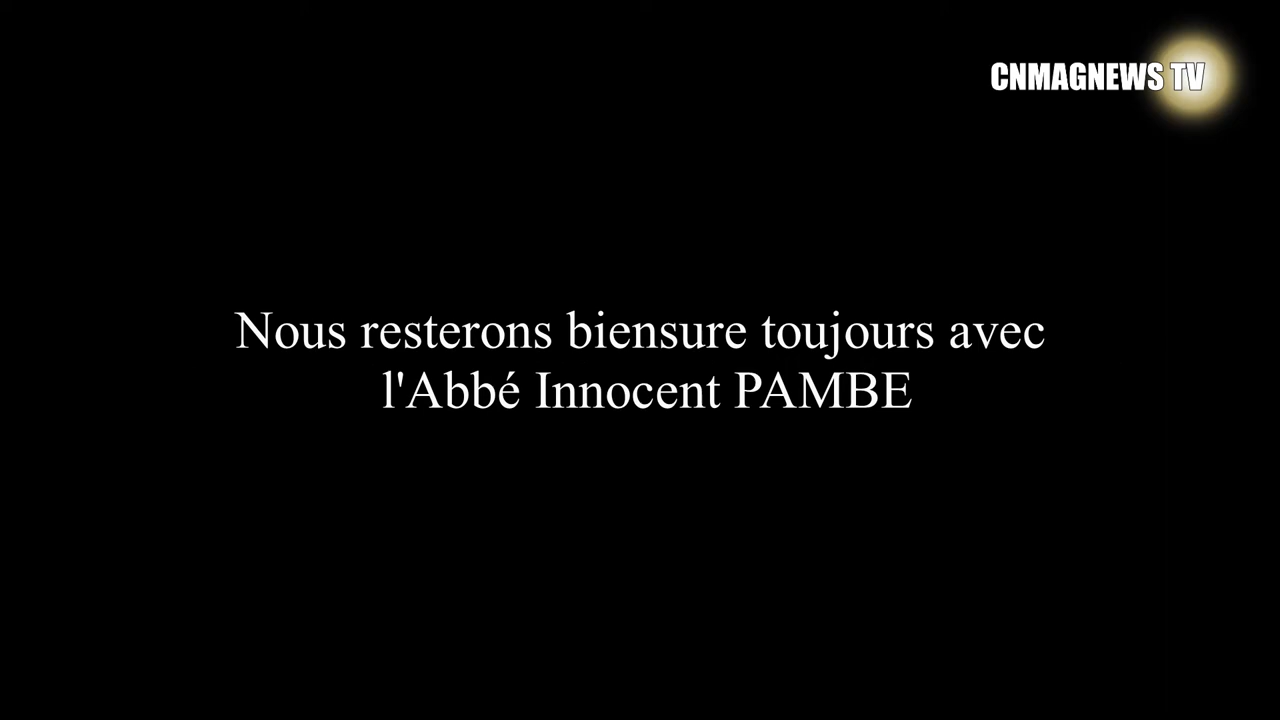 CNMAGNEWS TV
Nous resterons biensure toujours avec
l'Abbé Innocent PAMBE